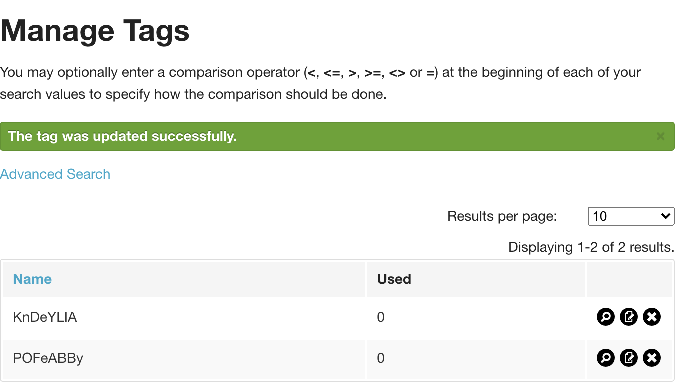 Manage Tags
You may optionally enter a comparison operator (<, <=, >, >=, <> or =) at the beginning of each of your
search values to specify how the comparison should be done.
The tag was updated successfully. ×
Advanced Search
Results per page: 10
Displaying 1-2 of 2 results.
Name Used
KnDeYLIA 0
POFeABBy 0